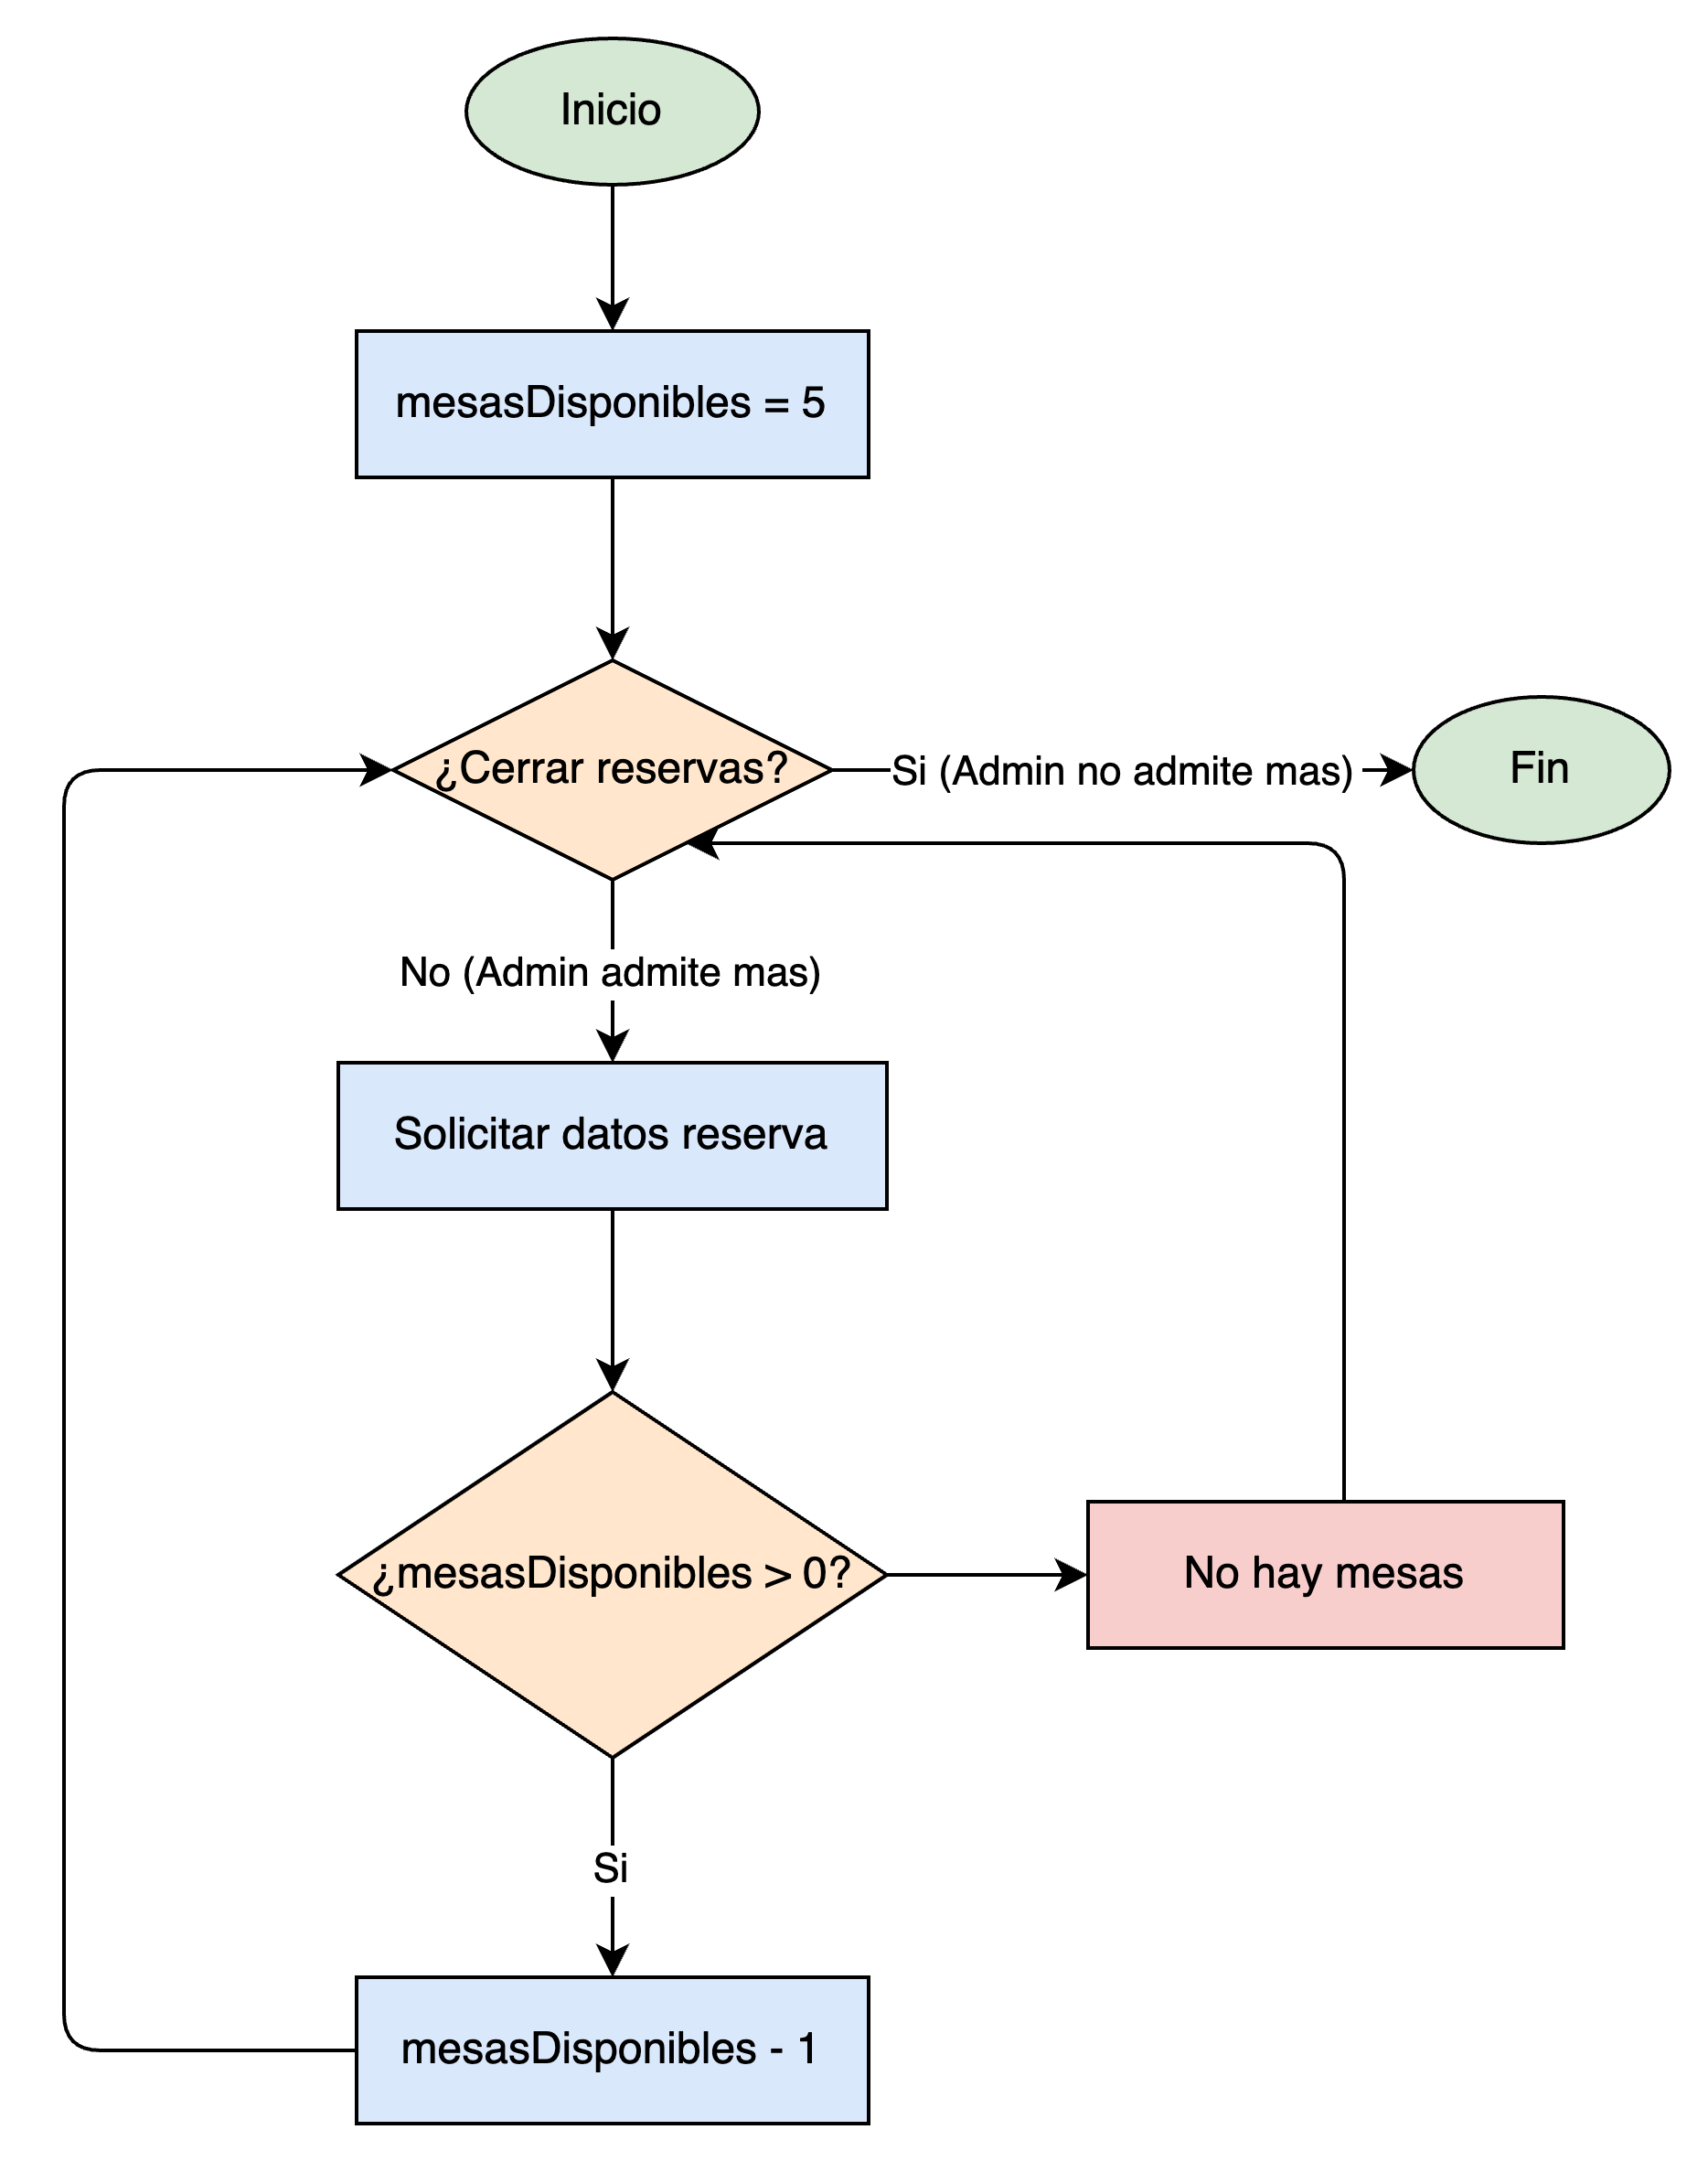 Inicio
mesasDisponibles = 5
¿Cerrar reservas?
Si (Admin no admite mas)
Fin
No (Admin admite mas)
Solicitar datos reserva
¿mesasDisponibles > 0?
No hay mesas
Si
mesasDisponibles - 1